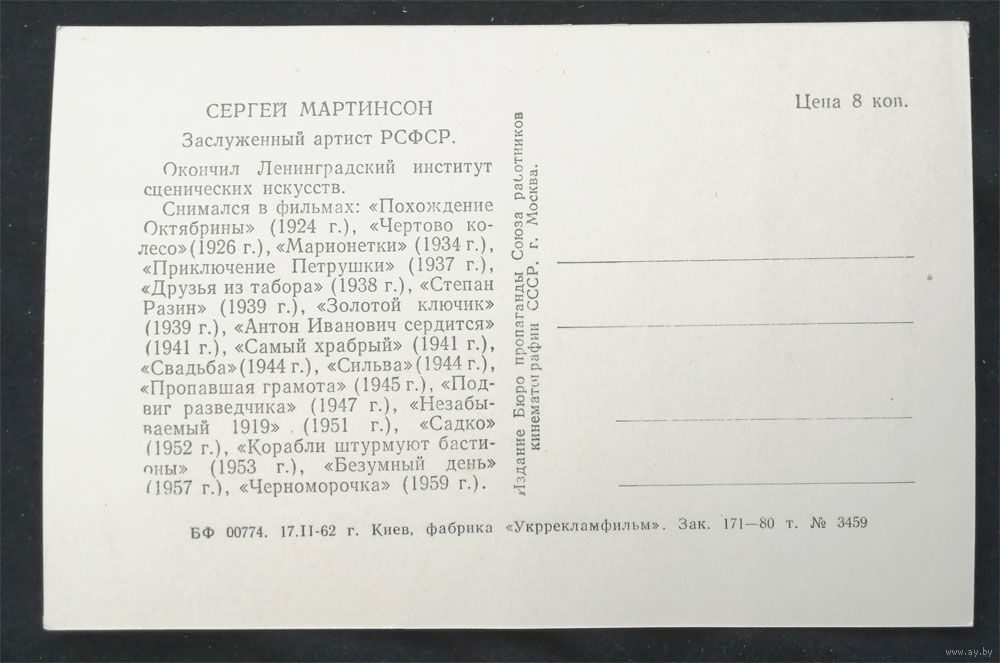 СЕРГЕЙ МАРТИНСОН
Заслуженный артист РСФСР.
Окончил Ленинградский институт
сценических искусств.
Снимался в фильмах: «Похождение
Октябрины» (1924 г.), «Чертово ко-
лесо» (1926 г.), «Марионетки» (1934 г.),
«Приключение Петрушки» (1937 г.),
«Друзья из табора» (1938 г.), «Степан
Разин» (1939 г.), «Золотой ключик»
(1939 г.), «Антон Иванович сердится»
(1941 г.), «Самый храбрый» (1941 г.),
«Свадьба» (1944 г.), «Сильва» (1944 г.),
«Пропавшая грамота» (1945 г.), «Под-
виг разведчика» (1947 г.), «Незабы-
ваемый 1919» (1951 г.), «Садко»
(1952 г.), «Корабли штурмуют басти-
оны» (1953 г.), «Безумный день»
(1957 г.), «Черноморочка» (1959 г.).
Издание Бюро пропаганды Союза работников
кинематографии СССР. г. Москва.
Цена 8 коп.
БФ 00774. 17.II-62 г. Киев, фабрика «Укррекламфильм». Зак. 171—80 т. № 3459
www.ay.by